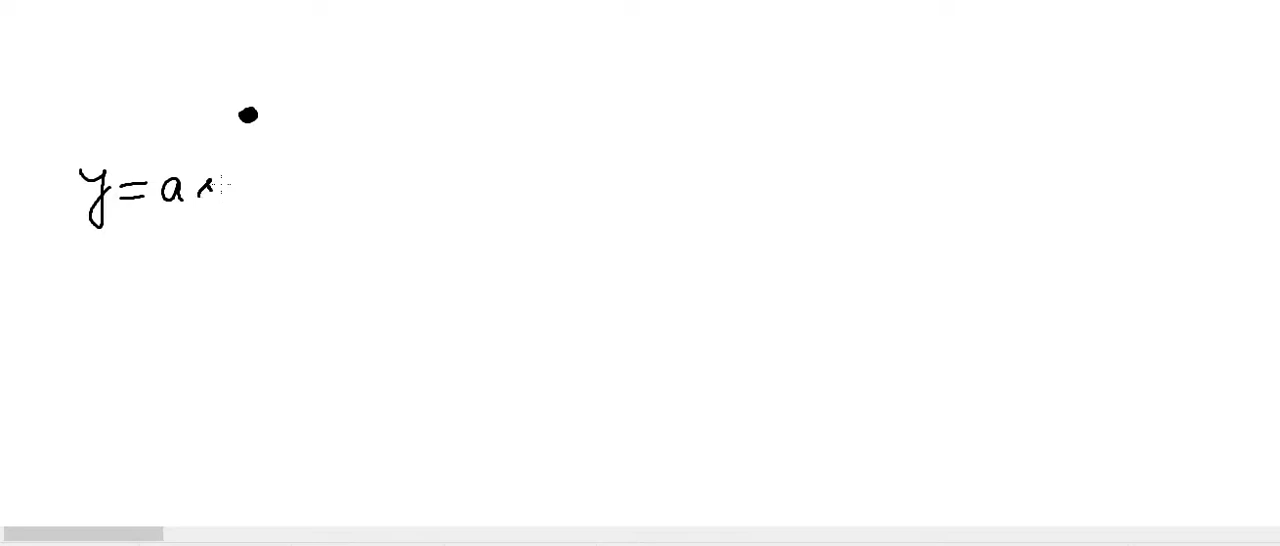 y = a